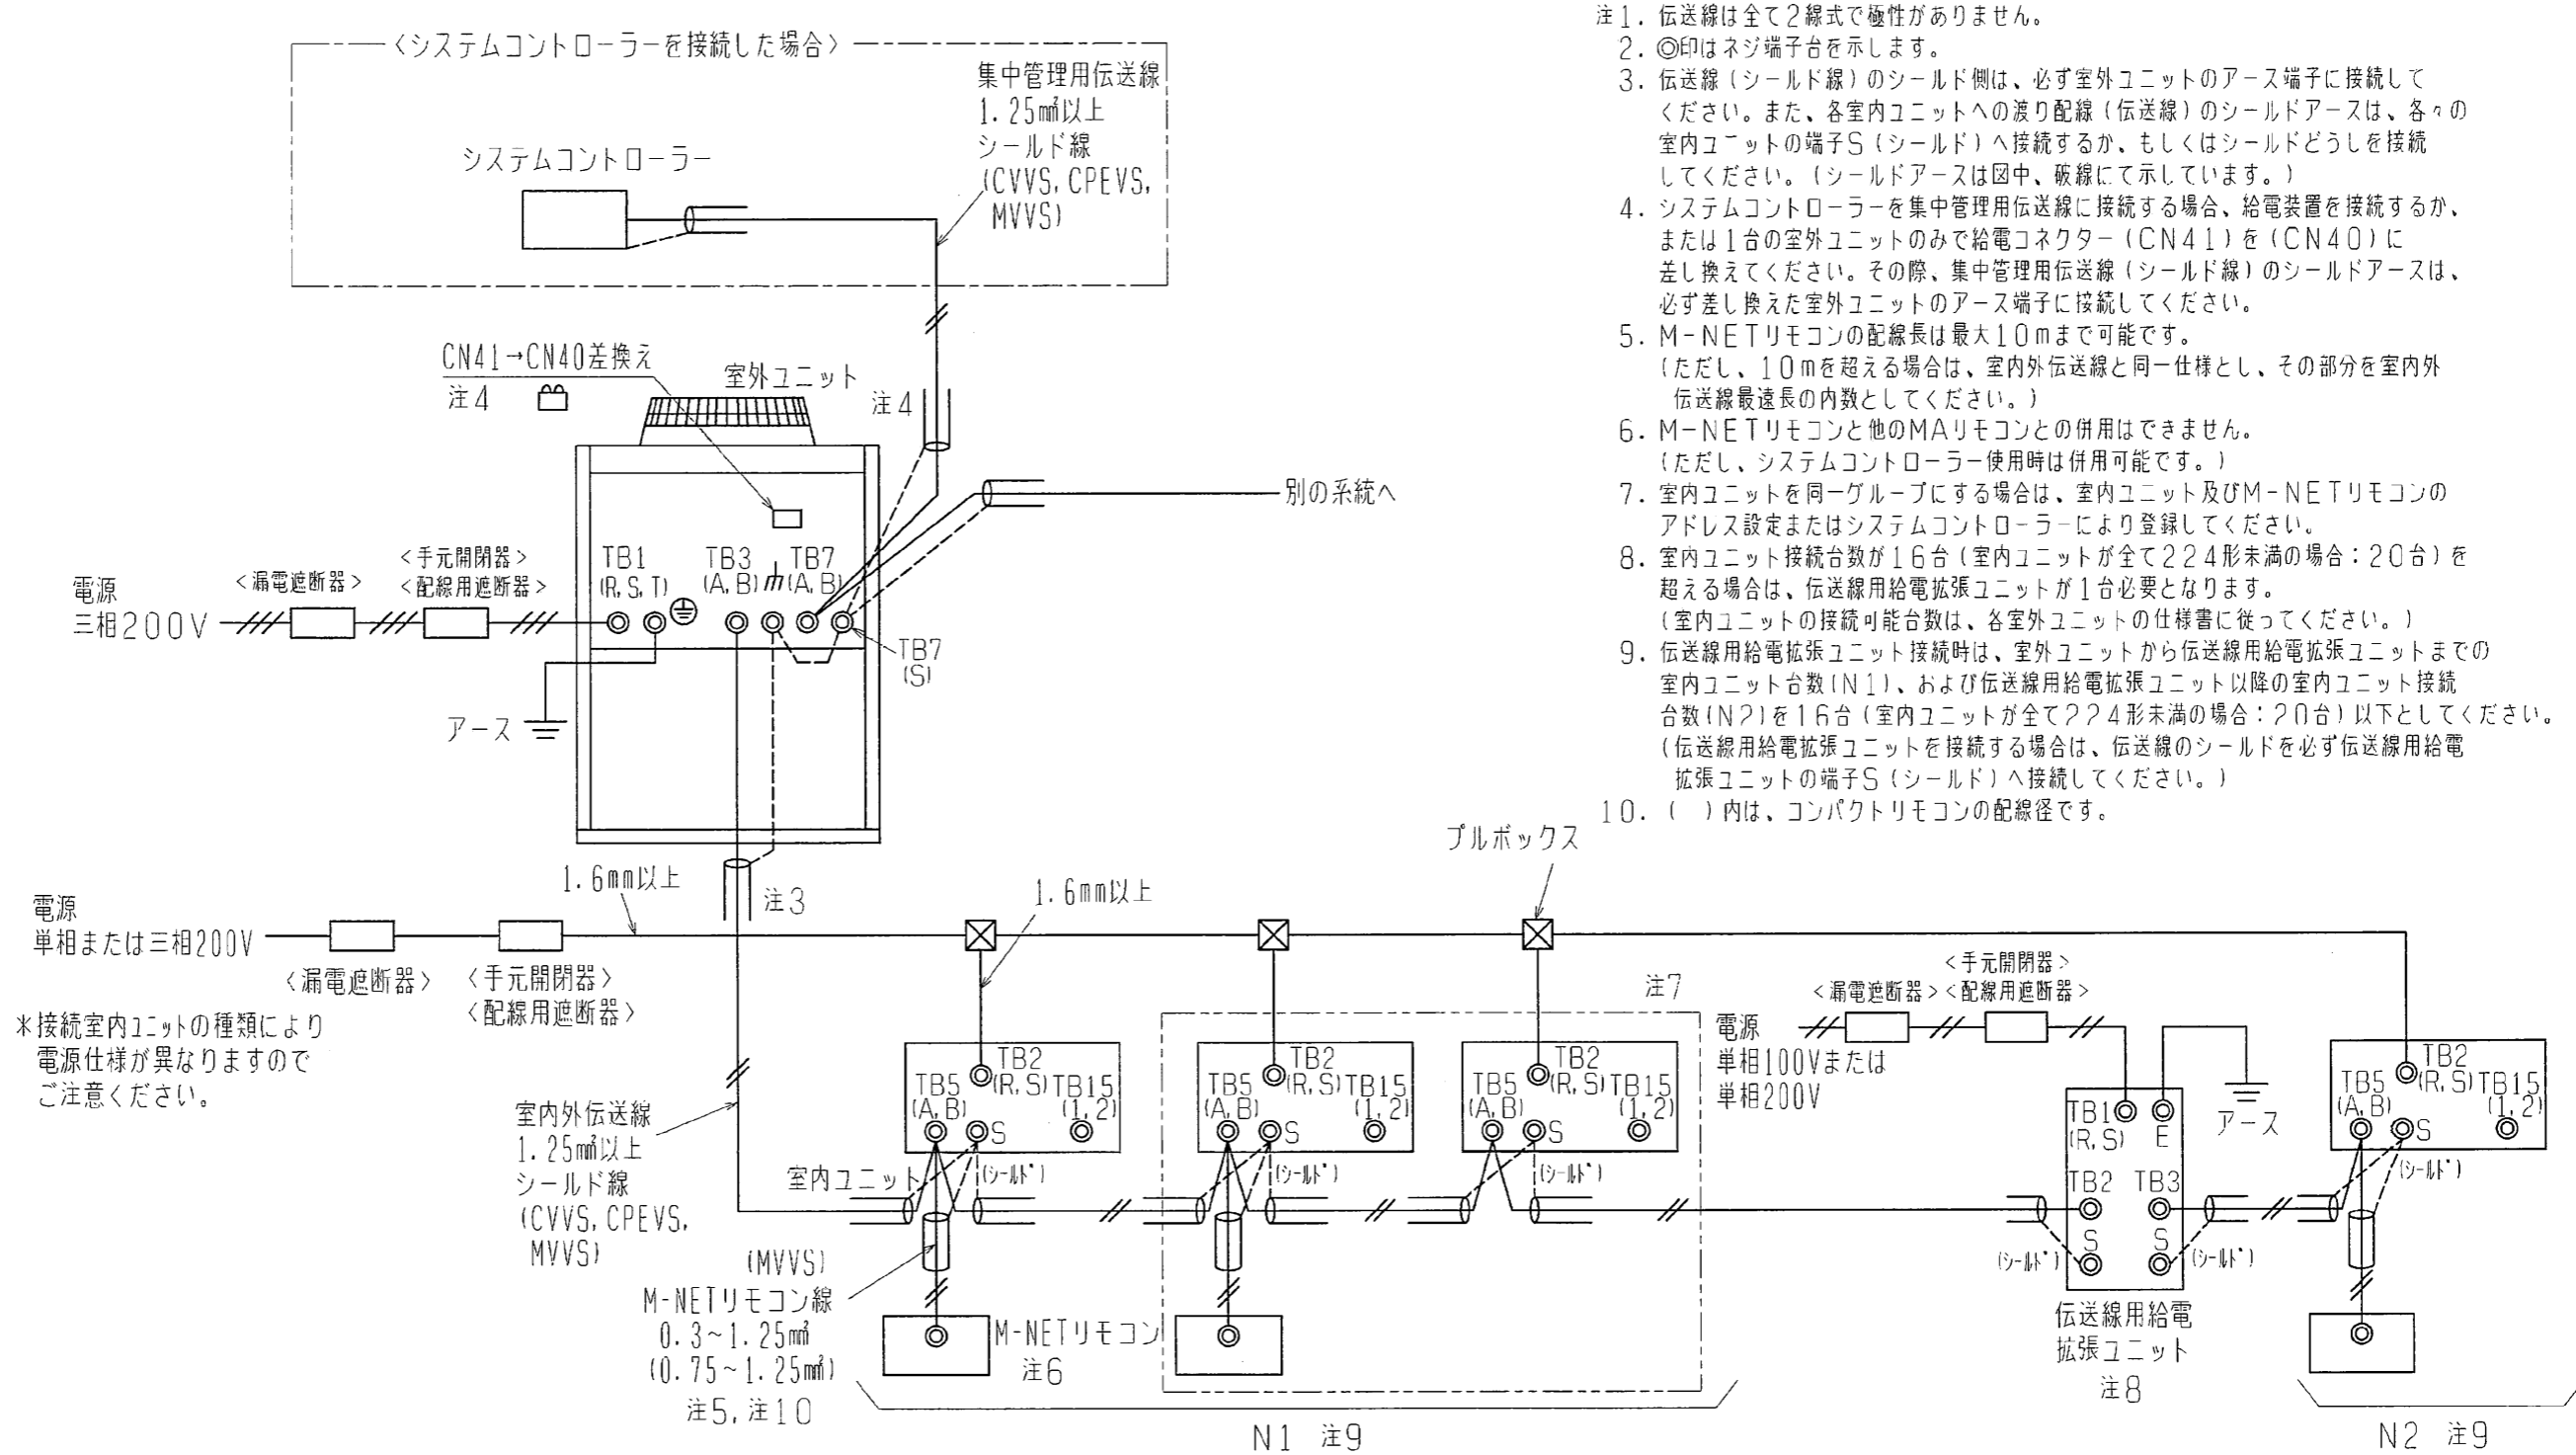 〈システムコントローラーを接続した場合〉
集中管理用伝送線
1.25㎟以上
シールド線
(CVVS, CPEVS,
MVVS)
システムコントローラー
CN41→CN40差換え
注4
室外ユニット
注4
別の系統へ
TB1
(R, S, T)
TB3
(A, B)
TB7
(A, B)
TB7
(S)
電源
三相200V
<漏電遮断器>
<手元開閉器>
<配線用遮断器>
アース
注3
注1. 伝送線は全て2線式で極性がありません。
2. ◎印はネジ端子台を示します。
3. 伝送線(シールド線)のシールド側は、必ず室外ユニットのアース端子に接続して
ください。また、各室内ユニットへの渡り配線(伝送線)のシールドアースは、各々の
室内ユニットの端子S(シールド)へ接続するか、もしくはシールドどうしを接続
してください。(シールドアースは図中、破線にて示しています。)
4. システムコントローラーを集中管理用伝送線に接続する場合、給電装置を接続するか、
または1台の室外ユニットのみで給電コネクター(CN41)を(CN40)に
差し換えてください。その際、集中管理用伝送線(シールド線)のシールドアースは、
必ず差し換えた室外ユニットのアース端子に接続してください。
5. M-NETリモコンの配線長は最大10mまで可能です。
(ただし、10mを超える場合は、室内外伝送線と同一仕様とし、その部分を室内外
伝送線最遠長の内数としてください。)
6. M-NETリモコンと他のMAリモコンとの併用はできません。
(ただし、システムコントローラー使用時は併用可能です。)
7. 室内ユニットを同一グループにする場合は、室内ユニット及びM-NETリモコンの
アドレス設定またはシステムコントローラーにより登録してください。
8. 室内ユニット接続台数が16台(室内ユニットが全て224形未満の場合:20台)を
超える場合は、伝送線用給電拡張ユニットが1台必要となります。
(室内ユニットの接続可能台数は、各室外ユニットの仕様書に従ってください。)
9. 伝送線用給電拡張ユニット接続時は、室外ユニットから伝送線用給電拡張ユニットまでの
室内ユニット台数(N1)、および伝送線用給電拡張ユニット以降の室内ユニット接続
台数(N2)を16台(室内ユニットが全て224形未満の場合:20台)以下としてください。
(伝送線用給電拡張ユニットを接続する場合は、伝送線のシールドを必ず伝送線用給電
拡張ユニットの端子S(シールド)へ接続してください。)
10. ( )内は、コンパクトリモコンの配線径です。
電源
単相または三相200V
〈漏電遮断器〉
〈手元開閉器〉
〈配線用遮断器〉
1.6mm以上
1.6mm以上
プルボックス
*接続室内ユニットの種類により
電源仕様が異なりますので
ご注意ください。
室内外伝送線
1.25㎟以上
シールド線
(CVVS, CPEVS,
MVVS)
室内ユニット
TB2
(R, S)
TB5
(A, B)
TB15
(1, 2)
S
(シールド)
TB2
(R, S)
TB5
(A, B)
TB15
(1, 2)
S
(シールド)
注7
TB2
(R, S)
TB5
(A, B)
TB15
(1, 2)
S
(シールド)
電源
単相100Vまたは
単相200V
<漏電遮断器>
<手元開閉器>
<配線用遮断器>
アース
TB1
(R, S)
E
TB2
TB3
S
S
(シールド)
(シールド)
伝送線用給電
拡張ユニット
注8
TB2
(R, S)
TB5
(A, B)
TB15
(1, 2)
S
(シールド)
(MVVS)
M-NETリモコン線
0.3~1.25㎟
(0.75~1.25㎟)
注5, 注10
M-NETリモコン
注6
N1 注9
N2 注9